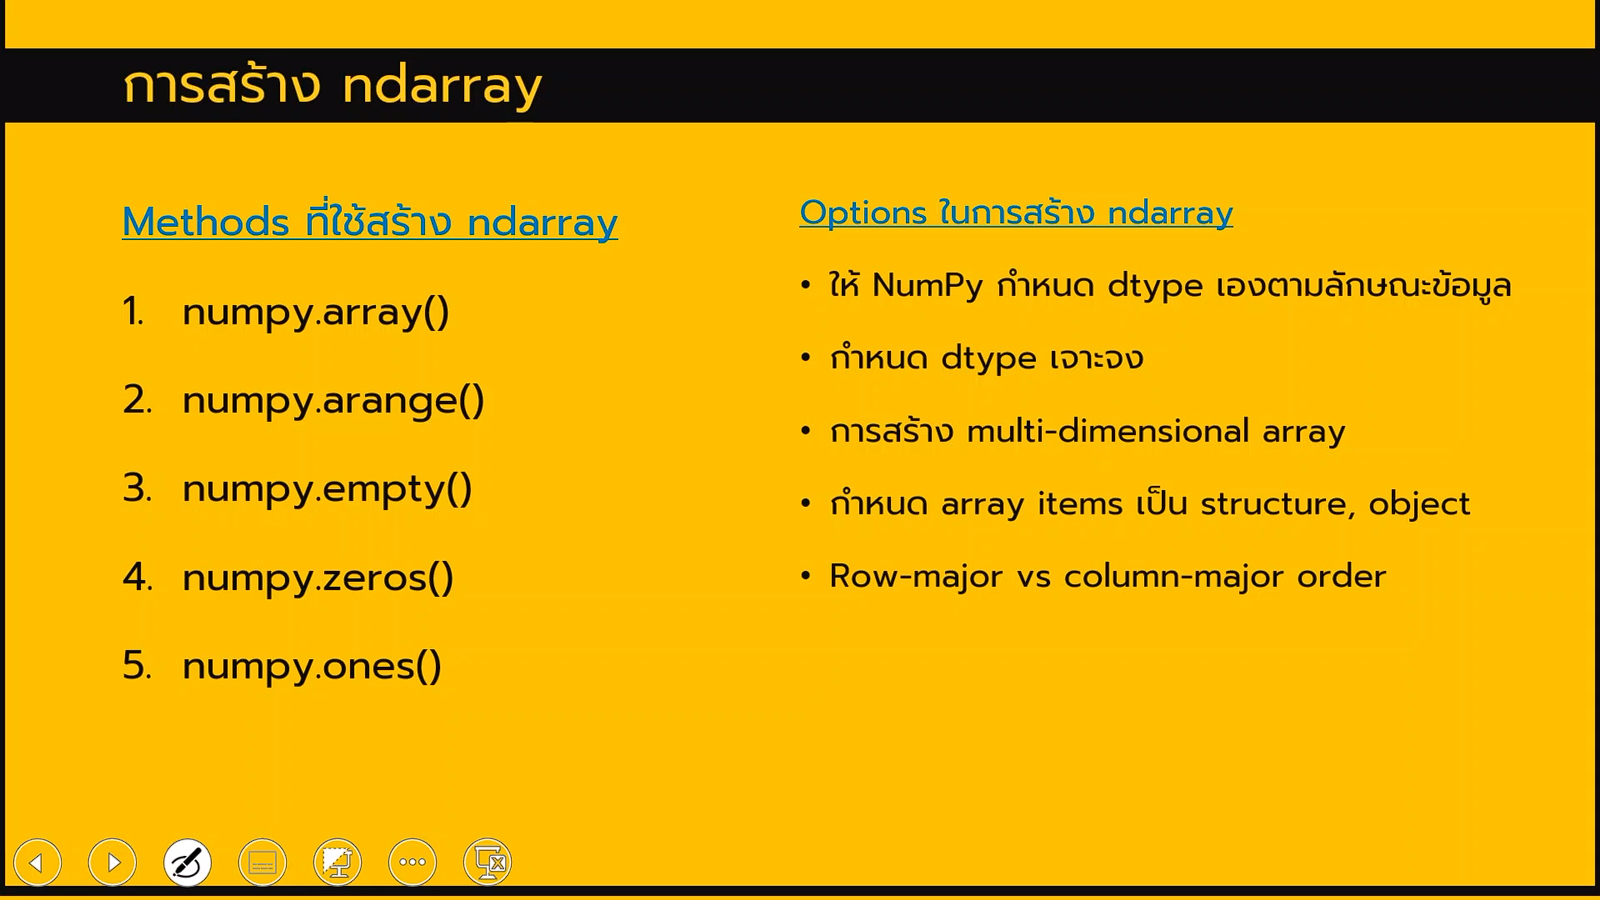 การสร้าง ndarray
Methods ที่ใช้สร้าง ndarray
1. numpy.array()
2. numpy.arange()
3. numpy.empty()
4. numpy.zeros()
5. numpy.ones()
Options ในการสร้าง ndarray
• ให้ NumPy กำหนด dtype เองตามลักษณะข้อมูล
• กำหนด dtype เจาะจง
• การสร้าง multi-dimensional array
• กำหนด array items เป็น structure, object
• Row-major vs column-major order